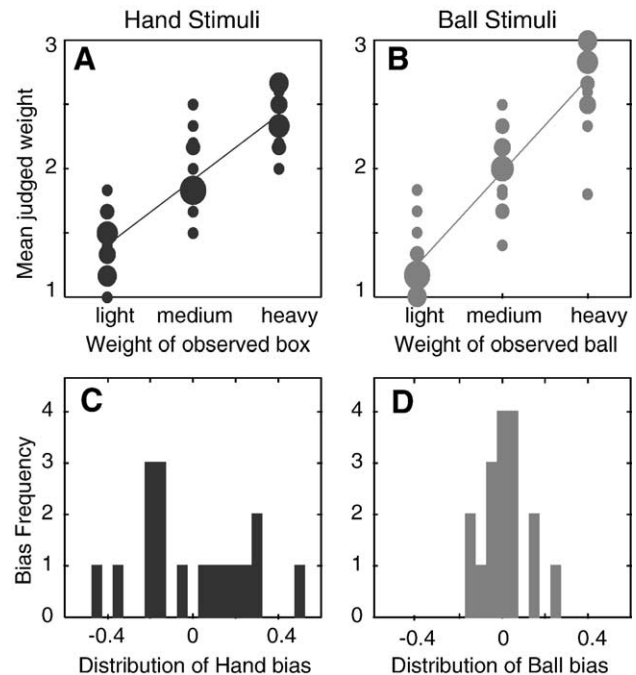 Hand Stimuli
Ball Stimuli
A
B
Mean judged weight
3
2
1
3
2
1
light medium heavy
light medium heavy
Weight of observed box
Weight of observed ball
C
D
Bias Frequency
4
3
2
1
0
4
3
2
1
0
-0.4 0 0.4
-0.4 0 0.4
Distribution of Hand bias
Distribution of Ball bias